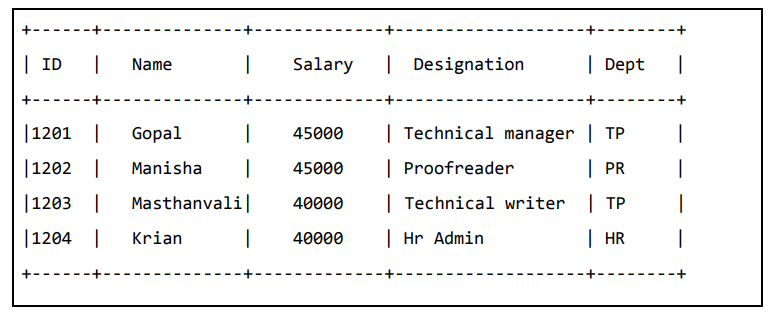 +------+--------------+-------------+-------------------+--------+
| ID   |   Name       |    Salary   |  Designation      | Dept   |
+------+--------------+-------------+-------------------+--------+
|1201  |   Gopal      |    45000    | Technical manager | TP     |
|1202  |   Manisha    |    45000    | Proofreader       | PR     |
|1203  |   Masthanvali|    40000    | Technical writer  | TP     |
|1204  |   Krian      |    40000    | Hr Admin          | HR     |
+------+--------------+-------------+-------------------+--------+